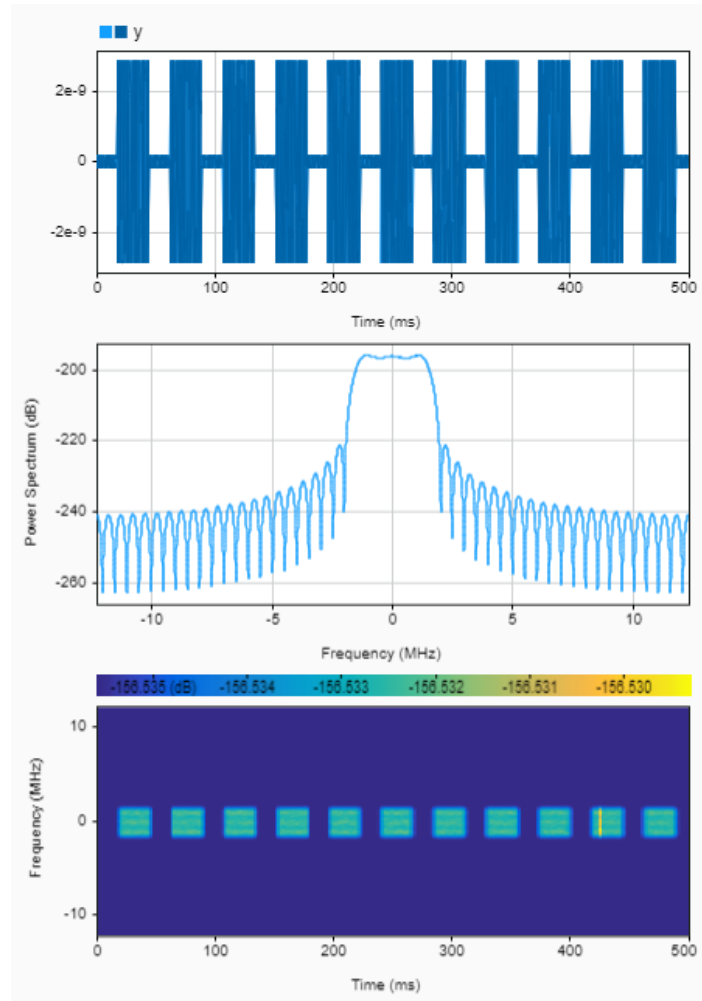 y
2e-9
0
-2e-9
0 100 200 300 400 500
Time (ms)
Power Spectrum (dB)
-200
-220
-240
-260
-10 -5 0 5 10
Frequency (MHz)
-156.535 (dB) -156.534 -156.533 -156.532 -156.531 -156.530
Frequency (MHz)
10
0
-10
0 100 200 300 400 500
Time (ms)